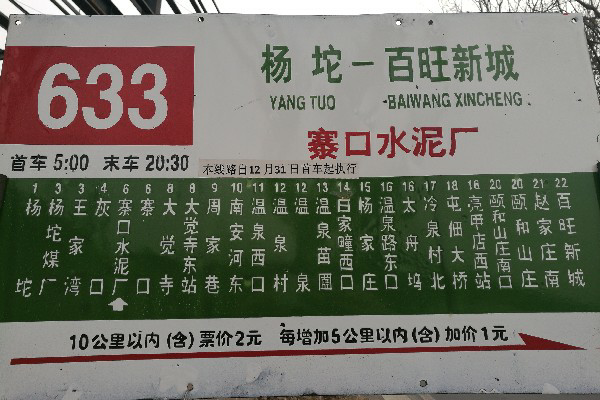 633
杨坨－百旺新城
YANG TUO -BAIWANG XINCHENG
寨口水泥厂
首车 5:00 末车 20:30
本线路自12月31日首车起执行
1 杨坨
3 杨坨煤厂
3 王家湾
4 灰口
6 寨口水泥厂
6 寨口
8 大觉寺
8 大觉寺东站
9 周家巷
10 南安河东
11 温泉西口
12 温泉村
12 温泉
13 温泉苗圃
14 白家疃西口
15 杨家庄
16 温泉路东口
16 太舟坞
17 冷泉村北
18 屯佃大桥
19 亮甲店西站
20 颐和山庄南口
20 颐和山庄
21 赵家庄南
22 百旺新城
10公里以内(含)票价2元 每增加5公里以内(含)加价1元